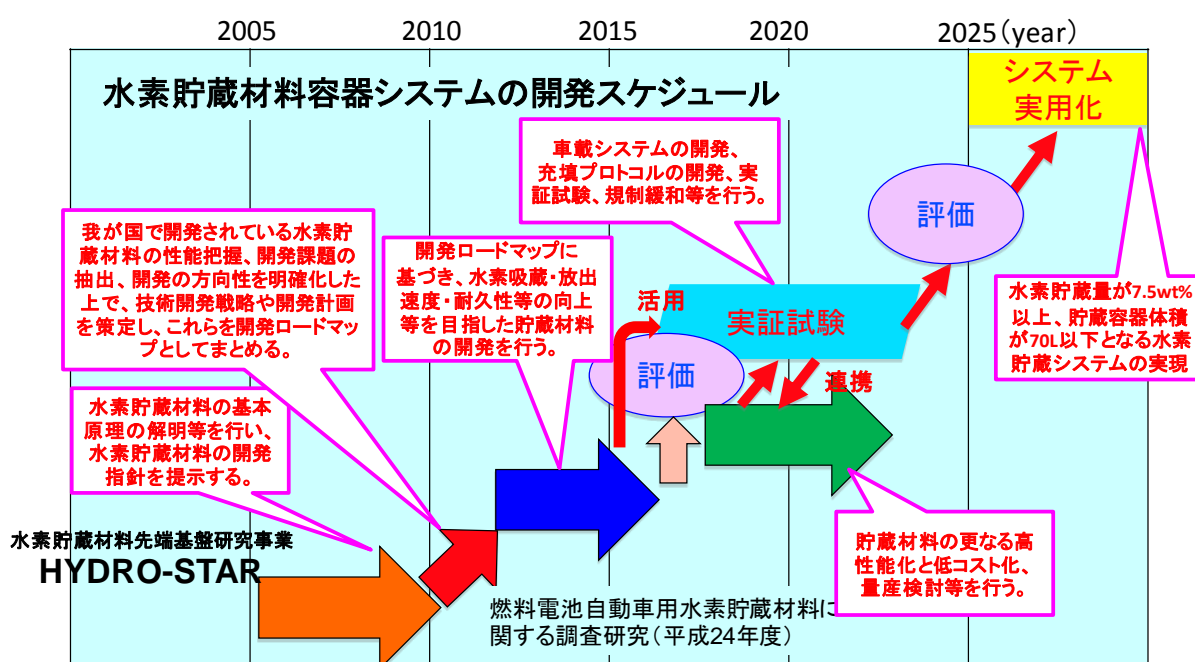 2005
2010
2015
2020
2025(year)
水素貯蔵材料容器システムの開発スケジュール
システム
実用化
車載システムの開発、
充填プロトコルの開発、実
証試験、規制緩和等を行う。
評価
我が国で開発されている水素貯
蔵材料の性能把握、開発課題の
抽出、開発の方向性を明確化した
上で、技術開発戦略や開発計画
を策定し、これらを開発ロードマッ
プとしてまとめる。
開発ロードマップに
基づき、水素吸蔵・放出
速度・耐久性等の向上
等を目指した貯蔵材料
の開発を行う。
活用
実証試験
水素貯蔵量が7.5wt%
以上、貯蔵容器体積
が70L以下となる水素
貯蔵システムの実現
評価
連携
水素貯蔵材料の基本
原理の解明等を行い、
水素貯蔵材料の開発
指針を提示する。
水素貯蔵材料先端基盤研究事業
HYDRO-STAR
貯蔵材料の更なる高
性能化と低コスト化、
量産検討等を行う。
燃料電池自動車用水素貯蔵材料に
関する調査研究(平成24年度)